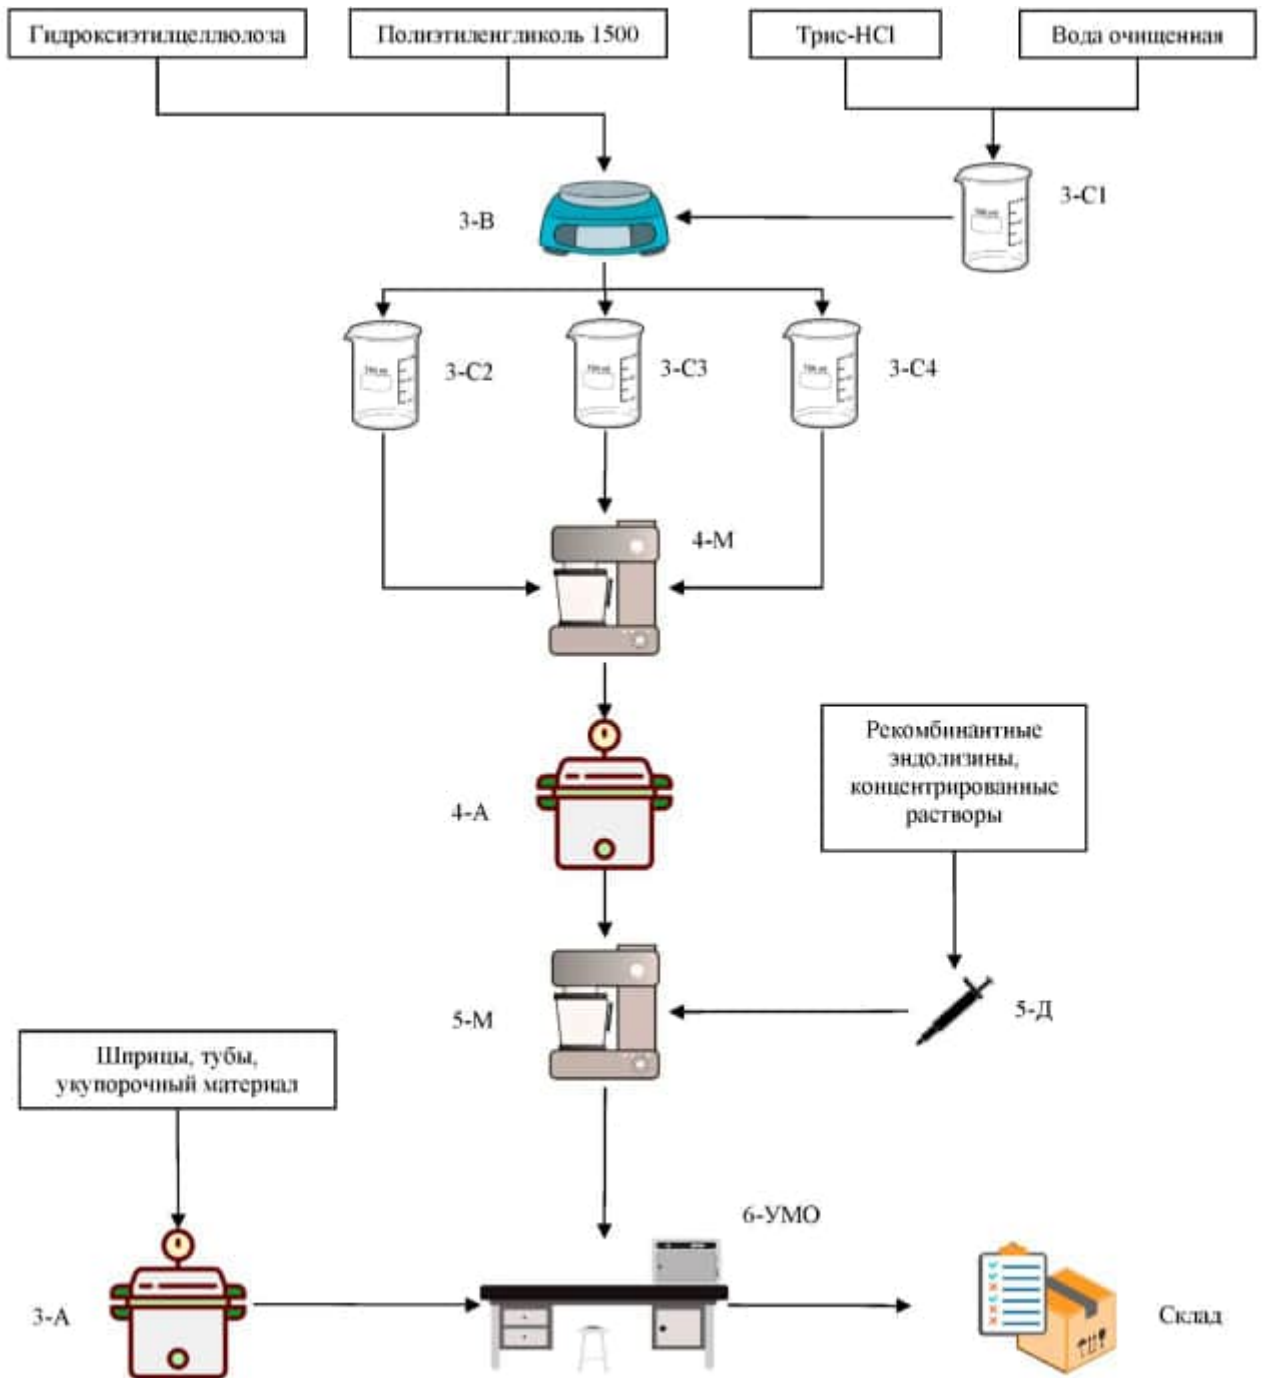 Гидроксиэтилцеллюлоза
Полиэтиленгликоль 1500
Трис-HCl
Вода очищенная
3-С1
3-В
3-С2
3-С3
3-С4
4-М
Рекомбинантные
эндолизины,
концентрированные
растворы
4-А
5-М
5-Д
Шприцы, тубы,
укупорочный материал
6-УМО
3-А
Склад